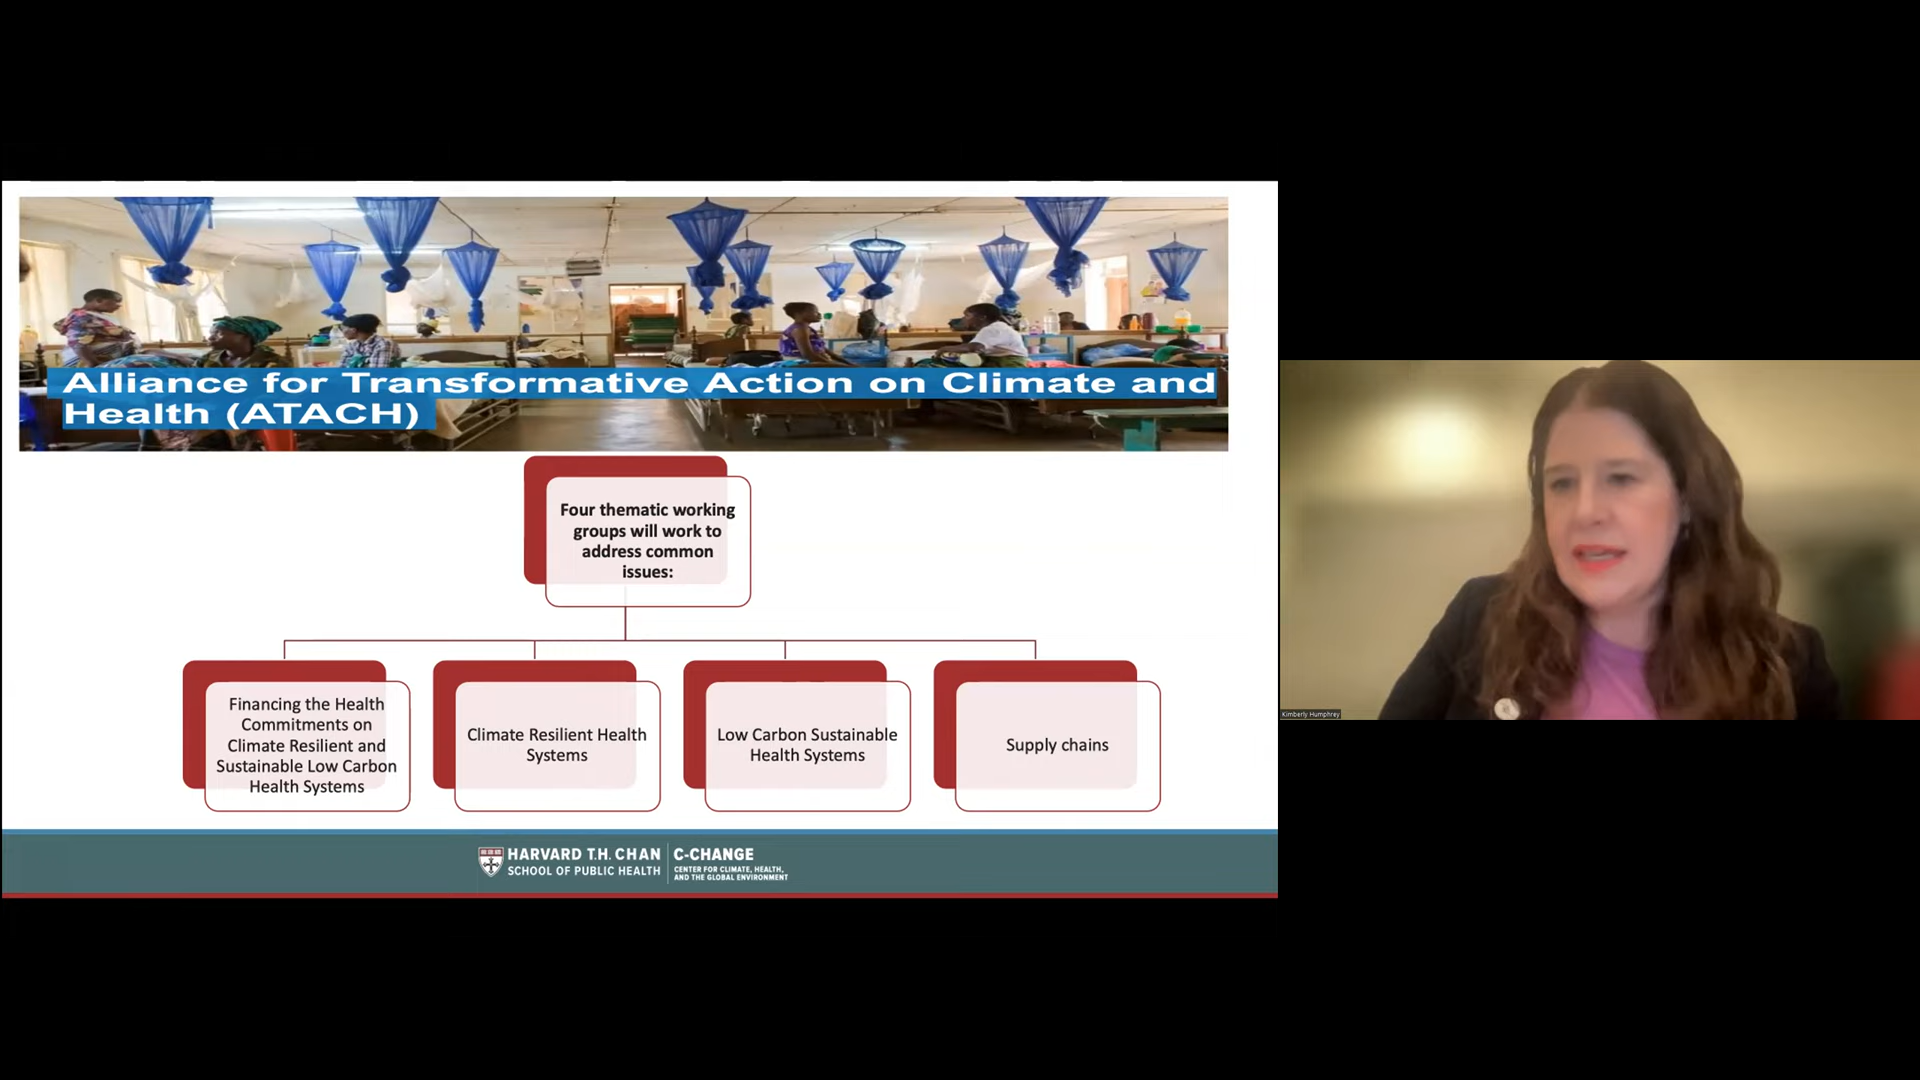 Alliance for Transformative Action on Climate and
Health (ATACH)
Four thematic working
groups will work to
address common
issues:
Financing the Health
Commitments on
Climate Resilient and
Sustainable Low Carbon
Health Systems
Climate Resilient Health
Systems
Low Carbon Sustainable
Health Systems
Supply chains
HARVARD T.H. CHAN
SCHOOL OF PUBLIC HEALTH
C-CHANGE
CENTER FOR CLIMATE, HEALTH,
AND THE GLOBAL ENVIRONMENT
Kimberly Humphrey